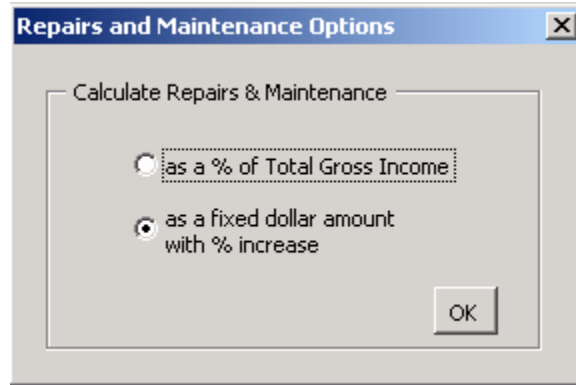 Repairs and Maintenance Options
Calculate Repairs & Maintenance
as a % of Total Gross Income
as a fixed dollar amount
with % increase
OK